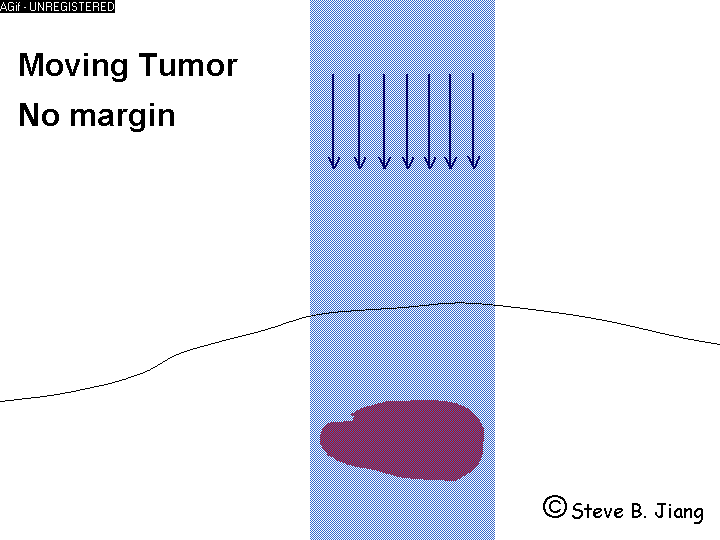 AGif - UNREGISTERED
Moving Tumor
No margin
© Steve B. Jiang